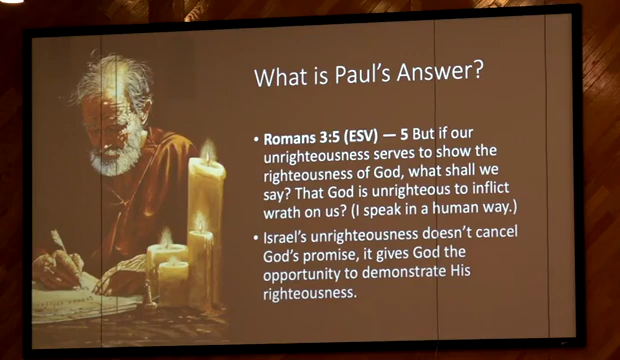 What is Paul's Answer?
• Romans 3:5 (ESV) — 5 But if our
unrighteousness serves to show the
righteousness of God, what shall we
say? That God is unrighteous to inflict
wrath on us? (I speak in a human way.)
• Israel's unrighteousness doesn't cancel
God's promise, it gives God the
opportunity to demonstrate His
righteousness.